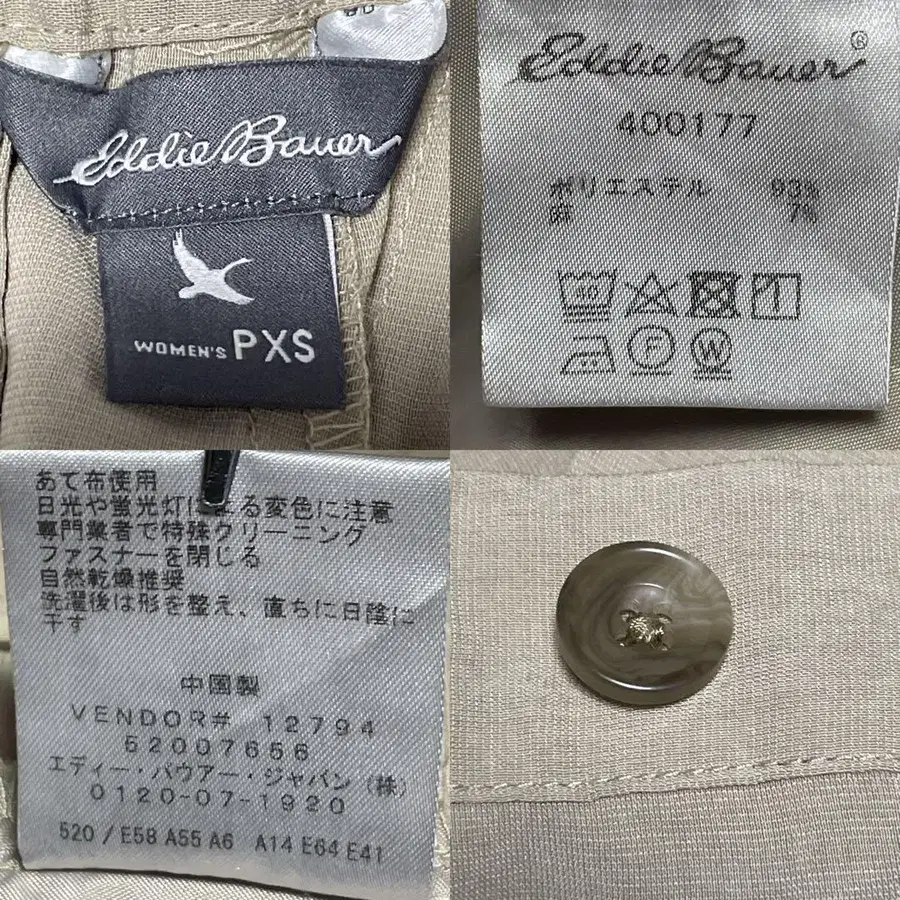 Eddie Bauer
WOMEN'S PXS
Eddie Bauer®
400177
ポリエステル
麻
40
F
W
あて布使用
日光や蛍光灯による変色に注意
専門業者で特殊クリーニング
ファスナーを閉じる
自然乾燥推奨
洗濯後は形を整え、直ちに日陰に
干す
中国製
VENDOR# 12794
52007656
エディー・バウアー・ジャパン(株)
0120-07-1920
520 / E58 A55 A6 A14 E64 E41